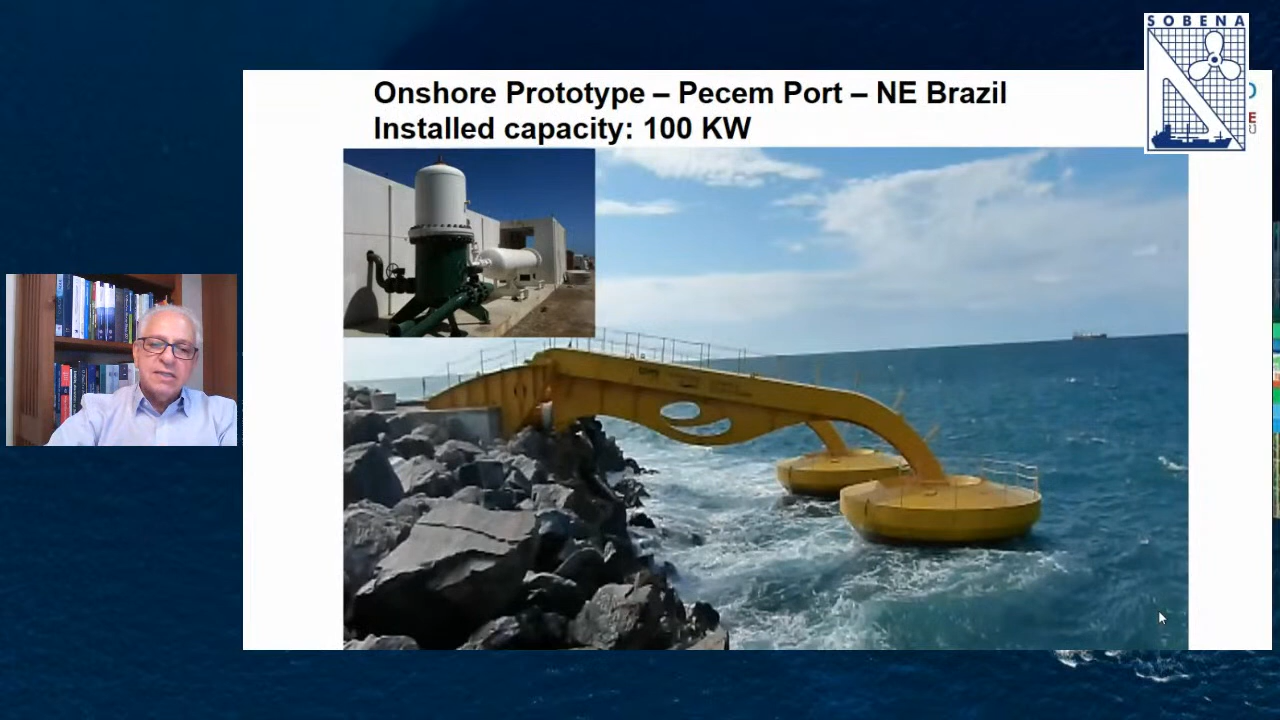 SOBENA
Onshore Prototype – Pecem Port – NE Brazil
Installed capacity: 100 KW